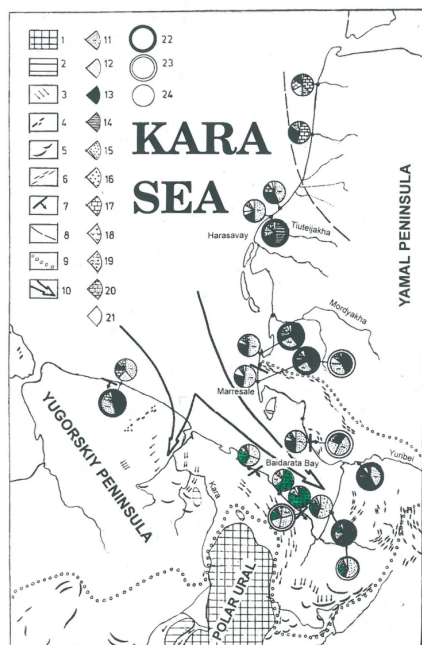 1
2
3
4
5
6
7
8
9
10
11
12
13
14
15
16
17
18
19
20
21
22
23
24
KARA
SEA
Harasavay
Tiuteijakha
YAMAL PENINSULA
Mordyakha
Marresale
YUGORSKIY PENINSULA
Kara
Baidarata Bay
Yuribei
POLAR URAL